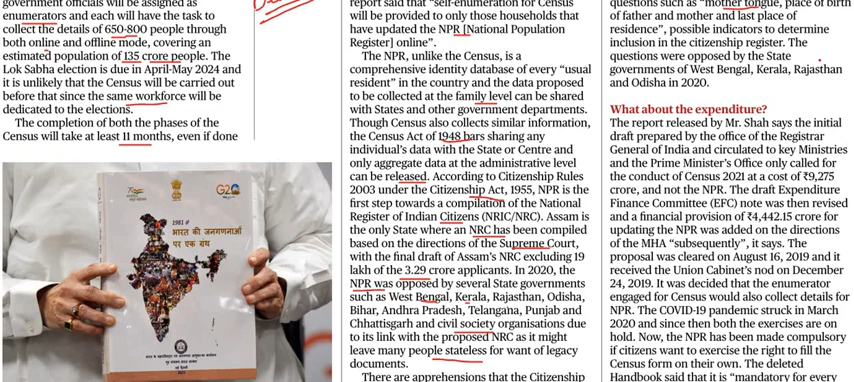 government officials will be assigned as
enumerators and each will have the task to
collect the details of 650-800 people through
both online and offline mode, covering an
estimated population of 135 crore people. The
Lok Sabha election is due in April-May 2024 and
it is unlikely that the Census will be carried out
before that since the same workforce will be
dedicated to the elections.
The completion of both the phases of the
Census will take at least 11 months, even if done
G20
1981 #
भारत की जनगणनाओं
पर एक ग्रंथ
report said that “self-enumeration for Census
will be provided to only those households that
have updated the NPR [National Population
Register] online”.
The NPR, unlike the Census, is a
comprehensive identity database of every “usual
resident” in the country and the data proposed
to be collected at the family level can be shared
with States and other government departments.
Though Census also collects similar information,
the Census Act of 1948 bars sharing any
individual’s data with the State or Centre and
only aggregate data at the administrative level
can be released. According to Citizenship Rules
2003 under the Citizenship Act, 1955, NPR is the
first step towards a compilation of the National
Register of Indian Citizens (NRIC/NRC). Assam is
the only State where an NRC has been compiled
based on the directions of the Supreme Court,
with the final draft of Assam’s NRC excluding 19
lakh of the 3.29 crore applicants. In 2020, the
NPR was opposed by several State governments
such as West Bengal, Kerala, Rajasthan, Odisha,
Bihar, Andhra Pradesh, Telangana, Punjab and
Chhattisgarh and civil society organisations due
to its link with the proposed NRC as it might
leave many people stateless for want of legacy
documents.
There are apprehensions that the Citizenship
questions such as “mother tongue, place of birth
of father and mother and last place of
residence”, possible indicators to determine
inclusion in the citizenship register. The
questions were opposed by the State
governments of West Bengal, Kerala, Rajasthan
and Odisha in 2020.
What about the expenditure?
The report released by Mr. Shah says the initial
draft prepared by the office of the Registrar
General of India and circulated to key Ministries
and the Prime Minister’s Office only called for
the conduct of Census 2021 at a cost of ₹9,275
crore, and not the NPR. The draft Expenditure
Finance Committee (EFC) note was then revised
and a financial provision of ₹4,442.15 crore for
updating the NPR was added on the directions
of the MHA “subsequently”, it says. The
proposal was cleared on August 16, 2019 and it
received the Union Cabinet’s nod on December
24, 2019. It was decided that the enumerator
engaged for Census would also collect details for
NPR. The COVID-19 pandemic struck in March
2020 and since then both the exercises are on
hold. Now, the NPR has been made compulsory
if citizens want to exercise the right to fill the
Census form on their own. The deleted
Handbook said that it is “mandatory for every